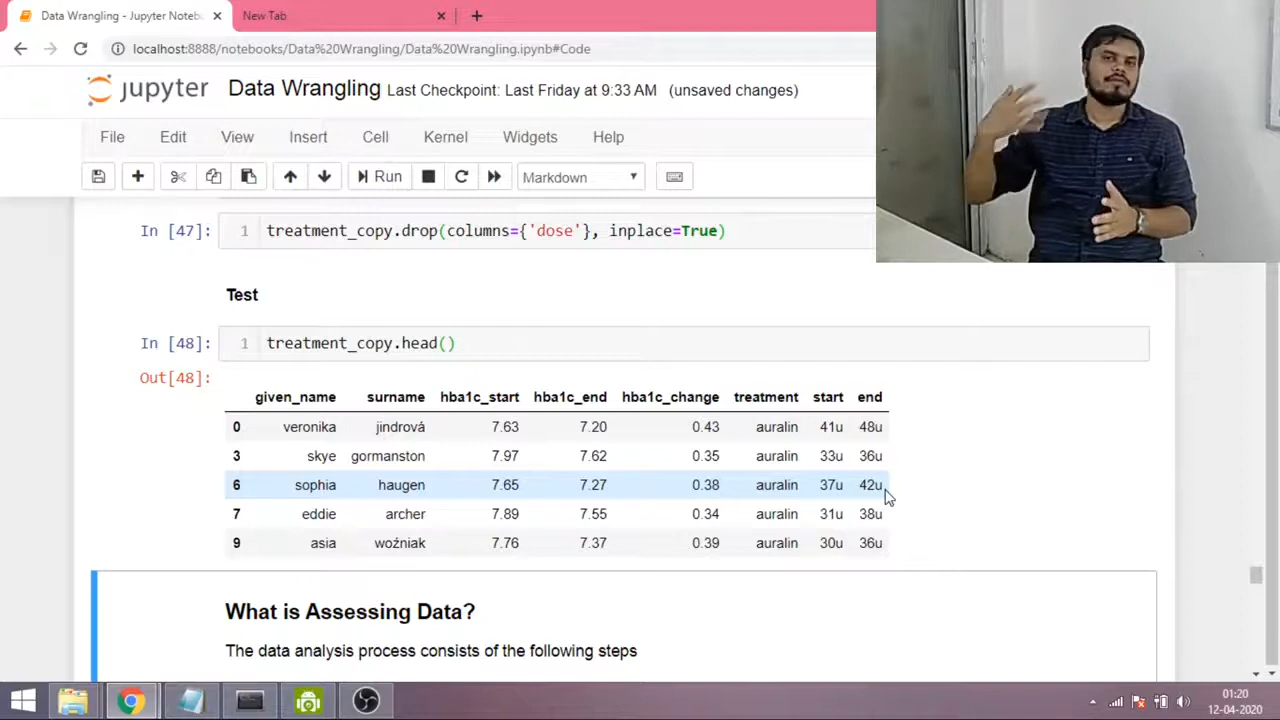 Data Wrangling - Jupyter Noteb
New Tab
localhost:8888/notebooks/Data%20Wrangling/Data%20Wrangling.ipynb#Code
jupyter Data Wrangling Last Checkpoint: Last Friday at 9:33 AM (unsaved changes)
File Edit View Insert Cell Kernel Widgets Help
Run Markdown
In [47]: 1 treatment_copy.drop(columns={'dose'}, inplace=True)
Test
In [48]: 1 treatment_copy.head()
Out[48]:
given_name surname hba1c_start hba1c_end hba1c_change treatment start end
0 veronika jindrová 7.63 7.20 0.43 auralin 41u 48u
3 skye gormanston 7.97 7.62 0.35 auralin 33u 36u
6 sophia haugen 7.65 7.27 0.38 auralin 37u 42u
7 eddie archer 7.89 7.55 0.34 auralin 31u 38u
9 asia woźniak 7.76 7.37 0.39 auralin 30u 36u
What is Assessing Data?
The data analysis process consists of the following steps
01:20
12-04-2020